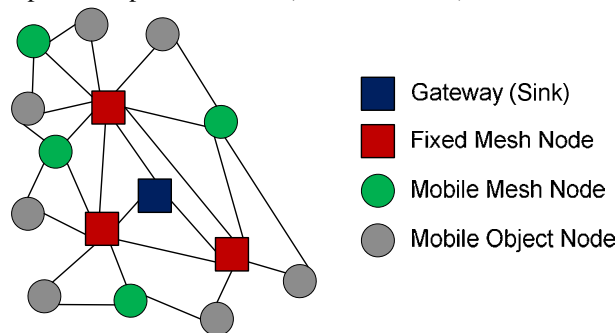 Gateway (Sink)
Fixed Mesh Node
Mobile Mesh Node
Mobile Object Node